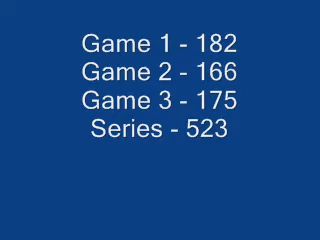 Game 1 - 182
Game 2 - 166
Game 3 - 175
Series - 523